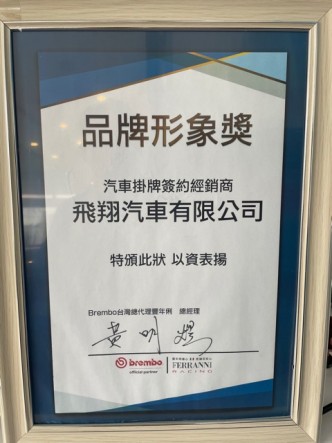 品牌形象獎
汽車掛牌簽約經銷商
飛翔汽車有限公司
特頒此狀 以資表揚
Brembo台灣總代理豐年俐 總經理
brembo
official partner
FERRANNI
RACING